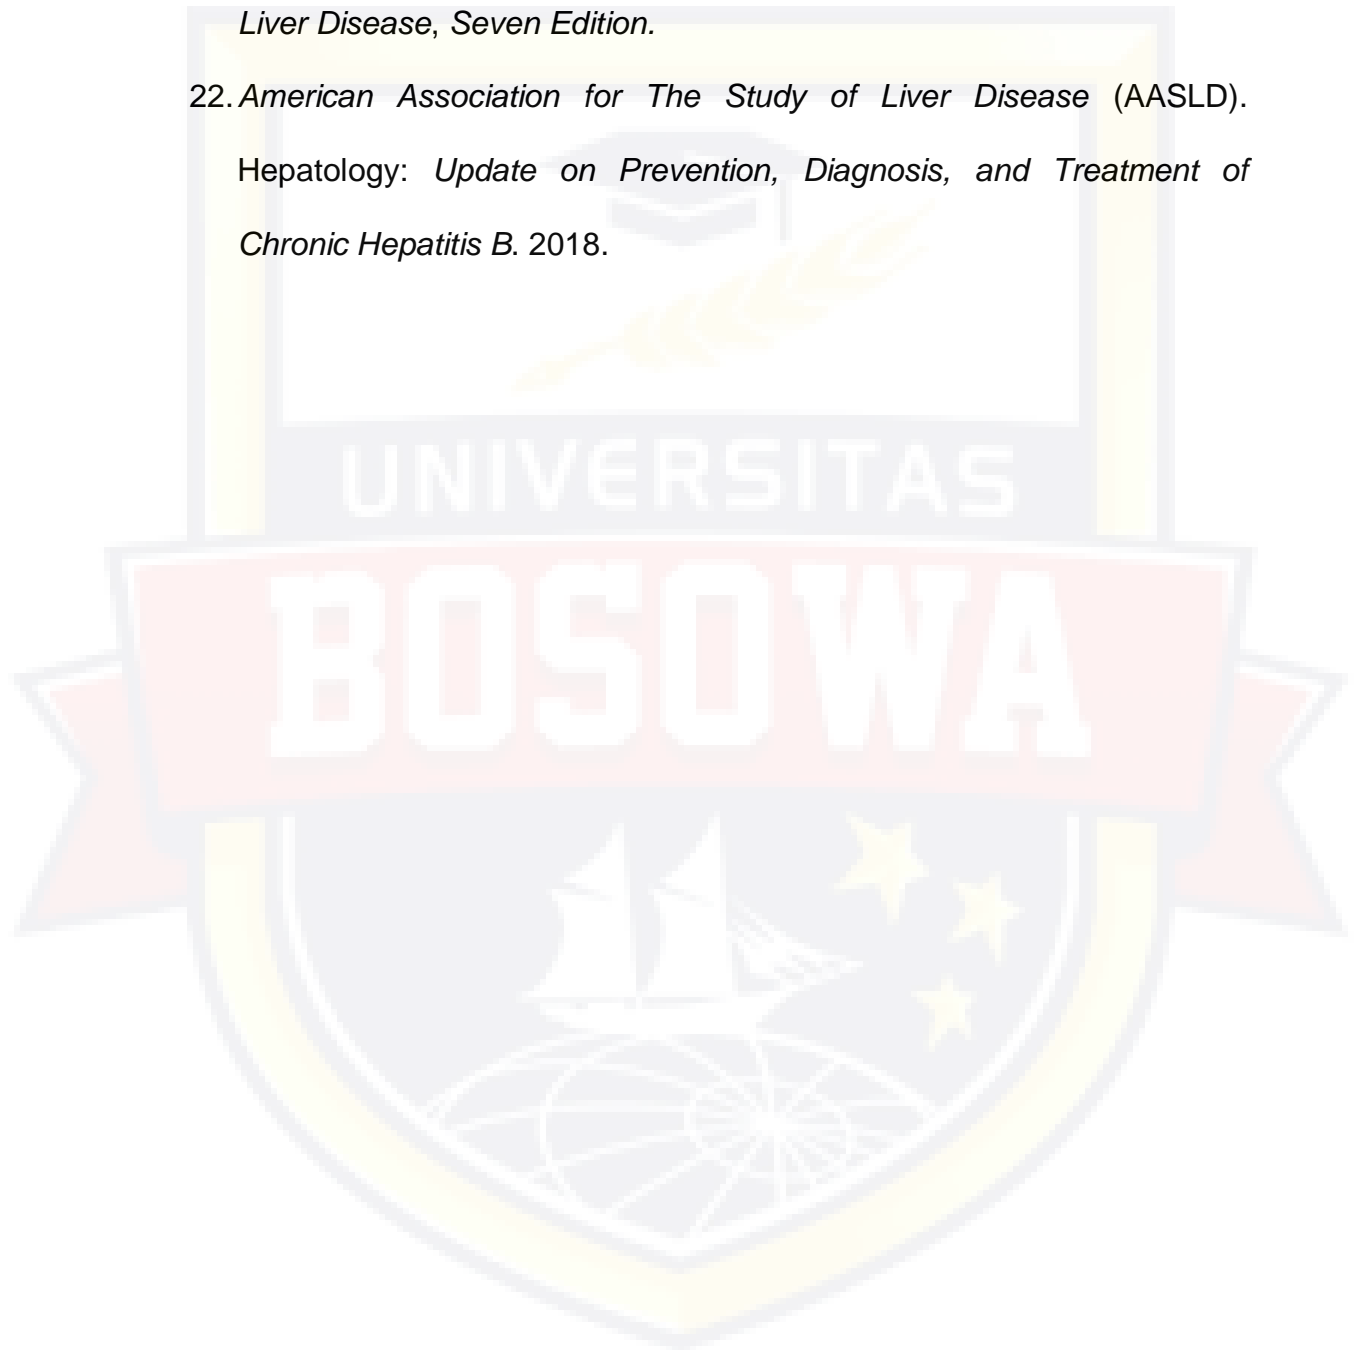 Liver Disease, Seven Edition.
22. American Association for The Study of Liver Disease (AASLD).
Hepatology: Update on Prevention, Diagnosis, and Treatment of
Chronic Hepatitis B. 2018.
UNIVERSITAS
BOSOWA